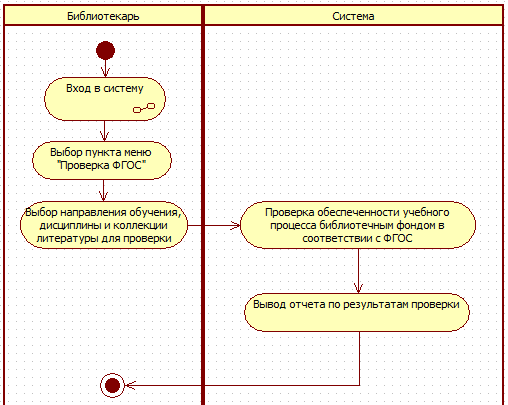 Библиотекарь
Система
Вход в систему
Выбор пункта меню
"Проверка ФГОС"
Выбор направления обучения,
дисциплины и коллекции
литературы для проверки
Проверка обеспеченности учебного
процесса библиотечным фондом в
соответствии с ФГОС
Вывод отчета по результатам проверки